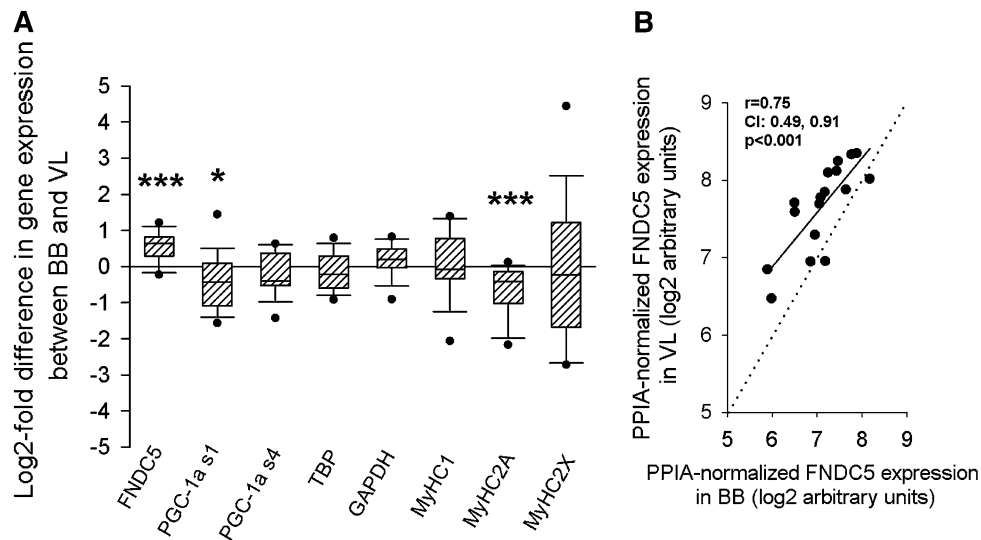 A
Log2-fold difference in gene expression
between BB and VL
5
4
3
2
1
0
-1
-2
-3
-4
-5
***
*
***
FNDC5
PGC-1a s1
PGC-1a s4
TBP
GAPDH
MyHC1
MyHC2A
MyHC2X
B
PPIA-normalized FNDC5 expression
in VL (log2 arbitrary units)
9
8
7
6
5
r=0.75
CI: 0.49, 0.91
p<0.001
5 6 7 8 9
PPIA-normalized FNDC5 expression
in BB (log2 arbitrary units)